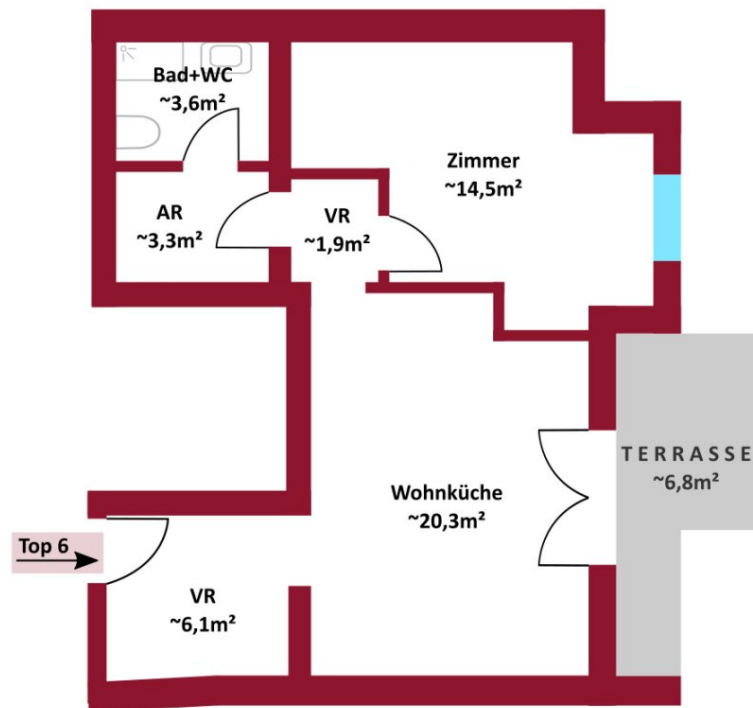 Bad+WC
~3,6m²
Zimmer
~14,5m²
AR
~3,3m²
VR
~1,9m²
TERRASSE
~6,8m²
Wohnküche
~20,3m²
Top 6
VR
~6,1m²